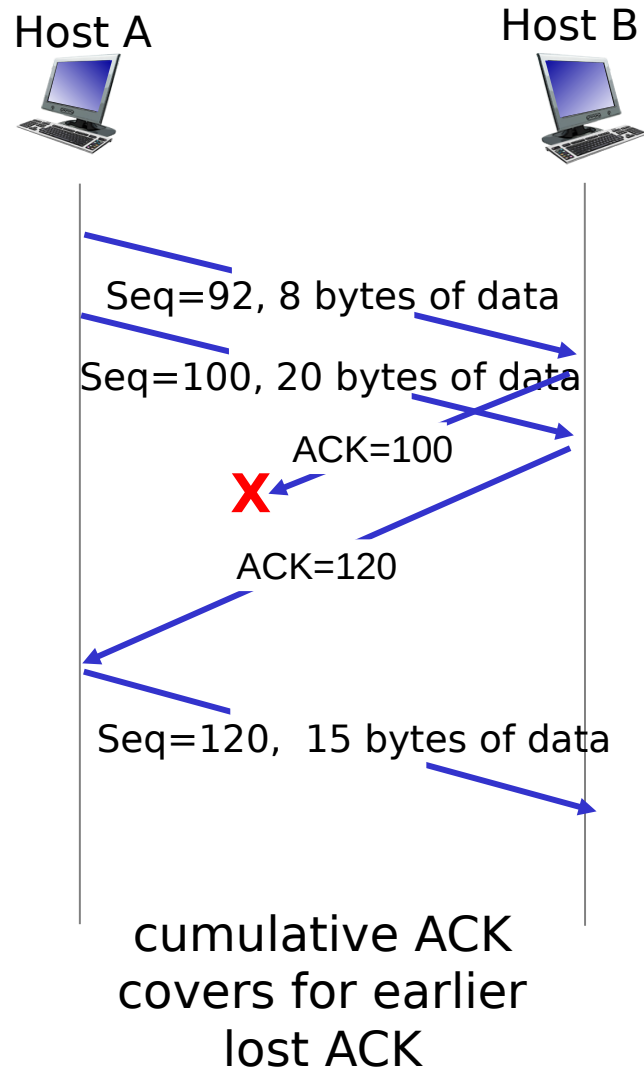 Host A
Host B
Seq=92, 8 bytes of data
Seq=100, 20 bytes of data
ACK=100
X
ACK=120
Seq=120,  15 bytes of data
cumulative ACK
covers for earlier
lost ACK